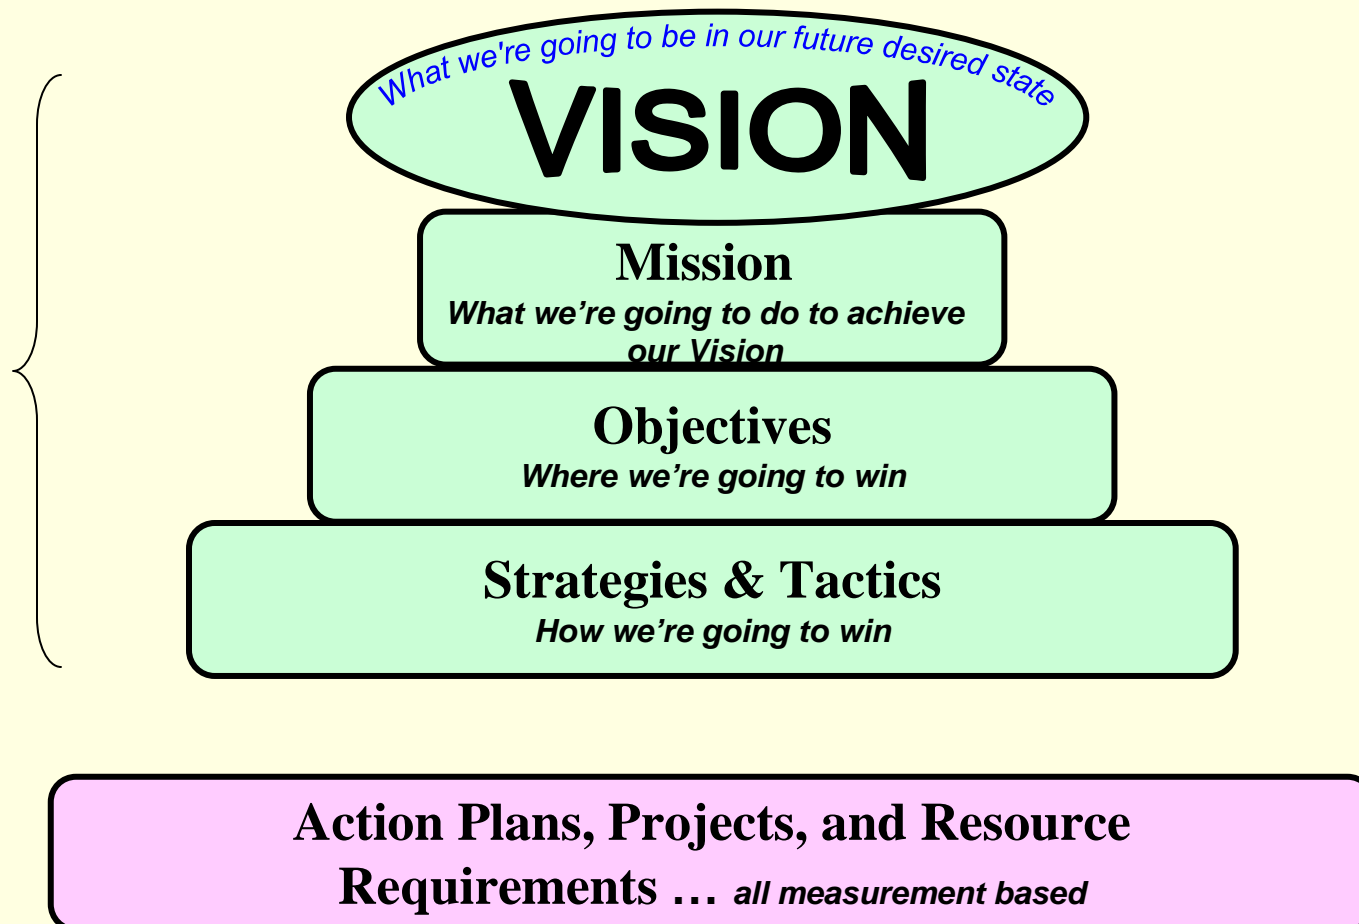 What we're going to be in our future desired state
VISION
Mission
What we’re going to do to achieve
our Vision
Objectives
Where we’re going to win
Strategies & Tactics
How we’re going to win
Action Plans, Projects, and Resource
Requirements … all measurement based